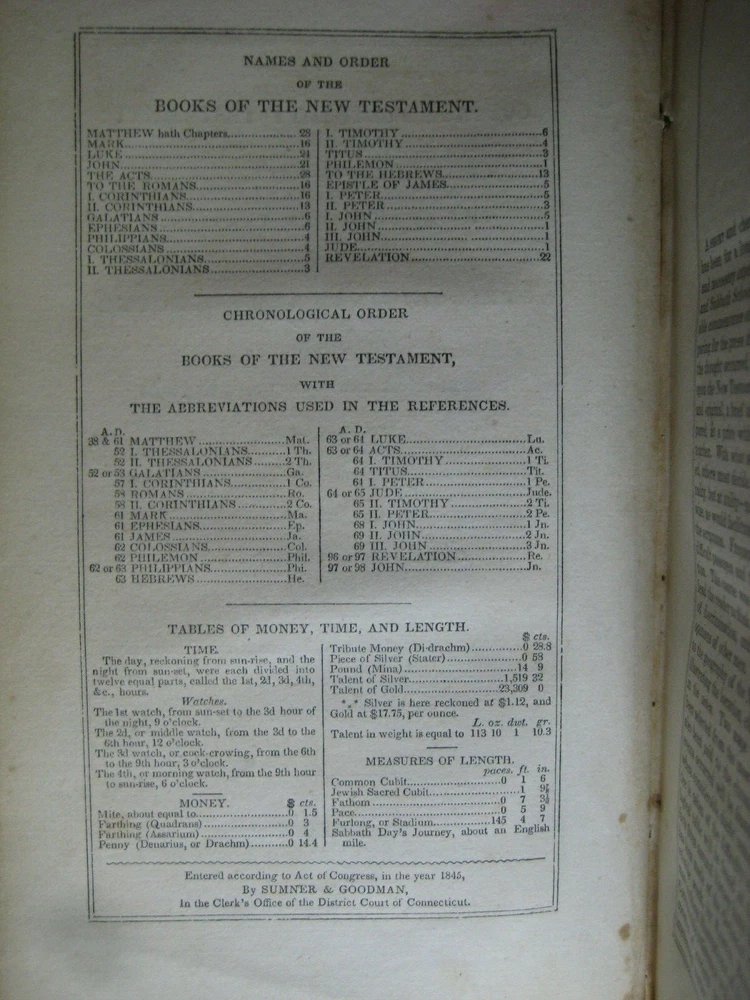 NAMES AND ORDER
OF THE
BOOKS OF THE NEW TESTAMENT.
MATTHEW hath Chapters...............28
MARK...............16
LUKE...............24
JOHN...............21
THE ACTS...............28
TO THE ROMANS...............16
I. CORINTHIANS...............16
II. CORINTHIANS...............13
GALATIANS...............6
EPHESIANS...............6
PHILIPPIANS...............4
COLOSSIANS...............4
I. THESSALONIANS...............5
II. THESSALONIANS...............3
I. TIMOTHY...............6
II. TIMOTHY...............4
TITUS...............3
PHILEMON...............1
TO THE HEBREWS...............13
EPISTLE OF JAMES...............5
I. PETER...............5
II. PETER...............3
I. JOHN...............5
II. JOHN...............1
III. JOHN...............1
JUDE...............1
REVELATION...............22
CHRONOLOGICAL ORDER
OF THE
BOOKS OF THE NEW TESTAMENT,
WITH
THE ABBREVIATIONS USED IN THE REFERENCES.
A. D.
38 & 61 MATTHEW...............Mat.
52 I. THESSALONIANS...............1 Th.
52 II. THESSALONIANS...............2 Th.
52 or 53 GALATIANS...............Ga.
57 I. CORINTHIANS...............1 Co.
58 ROMANS...............Ro.
58 II. CORINTHIANS...............2 Co.
61 MARK...............Ma.
61 EPHESIANS...............Ep.
61 JAMES...............Ja.
62 COLOSSIANS...............Col.
62 PHILEMON...............Phil.
62 or 63 PHILIPPIANS...............Phi.
63 HEBREWS...............He.
A. D.
63 or 64 LUKE...............Lu.
63 or 64 ACTS...............Ac.
64 I. TIMOTHY...............1 Ti.
64 TITUS...............Tit.
64 I. PETER...............1 Pe.
64 or 65 JUDE...............Jude.
65 II. TIMOTHY...............2 Ti.
65 II. PETER...............2 Pe.
68 I. JOHN...............1 Jn.
69 II. JOHN...............2 Jn.
69 III. JOHN...............3 Jn.
96 or 97 REVELATION...............Re.
97 or 98 JOHN...............Jn.
TABLES OF MONEY, TIME, AND LENGTH.
TIME.
The day, reckoning from sun-rise, and the
night from sun-set, were each divided into
twelve equal parts, called the 1st, 2d, 3d, 4th,
&c., hours.
Watches.
The 1st watch, from sun-set to the 3d hour of
the night, 9 o'clock.
The 2d, or middle watch, from the 3d to the
6th hour, 12 o'clock.
The 3d watch, or cock-crowing, from the 6th
to the 9th hour, 3 o'clock.
The 4th, or morning watch, from the 9th hour
to sun-rise, 6 o'clock.
MONEY. $ cts.
Mite, about equal to...............0 1.5
Farthing (Quadrans)...............0 3
Farthing (Assarium)...............0 4
Penny (Denarius, or Drachm)...............0 14.4
$ cts.
Tribute Money (Di-drachm)...............0 28.8
Piece of Silver (Stater)...............0 58
Pound (Mina)...............14 9
Talent of Silver...............1,519 32
Talent of Gold...............23,309 0
*** Silver is here reckoned at $1.12, and
Gold at $17.75, per ounce.
L. oz. dwt. gr.
Talent in weight is equal to 113 10 1 10.3
MEASURES OF LENGTH.
paces. ft. in.
Common Cubit...............0 1 6
Jewish Sacred Cubit...............1 9
Fathom...............0 7 3½
Pace...............0 5 9
Furlong, or Stadium...............145 4 7
Sabbath Day's Journey, about an English
mile.
Entered according to Act of Congress, in the year 1845,
By SUMNER & GOODMAN,
In the Clerk's Office of the District Court of Connecticut.